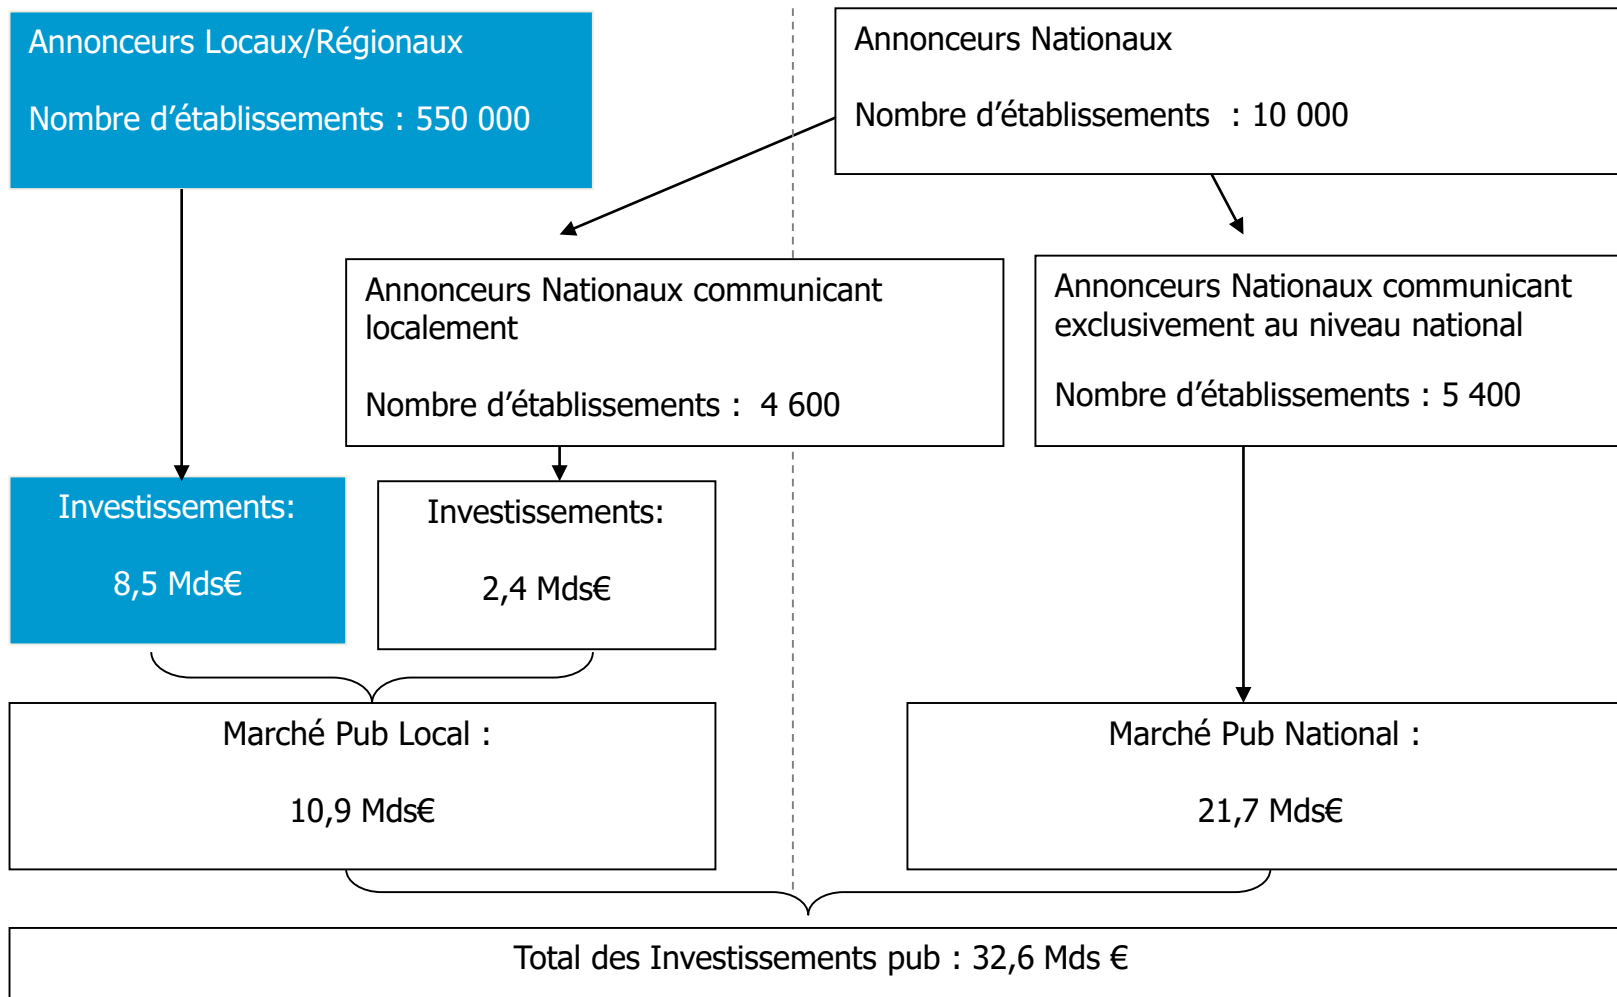 Annonceurs Locaux/Régionaux
Nombre d’établissements : 550 000
Annonceurs Nationaux
Nombre d’établissements : 10 000
Annonceurs Nationaux communicant
localement
Nombre d’établissements : 4 600
Annonceurs Nationaux communicant
exclusivement au niveau national
Nombre d’établissements : 5 400
Investissements:
8,5 Mds€
Investissements:
2,4 Mds€
Marché Pub Local :
10,9 Mds€
Marché Pub National :
21,7 Mds€
Total des Investissements pub : 32,6 Mds €